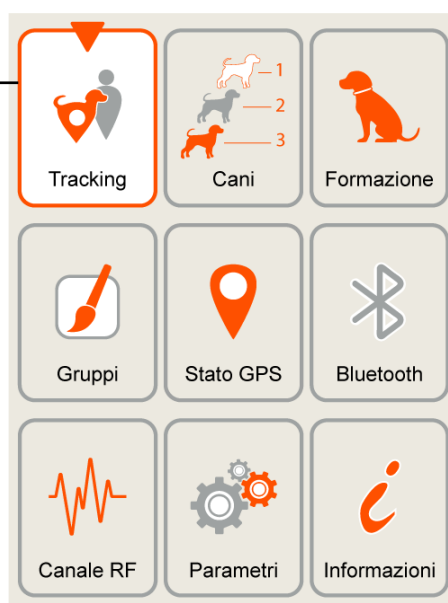 1
2
3
Tracking
Cani
Formazione
Gruppi
Stato GPS
Bluetooth
Canale RF
Parametri
Informazioni